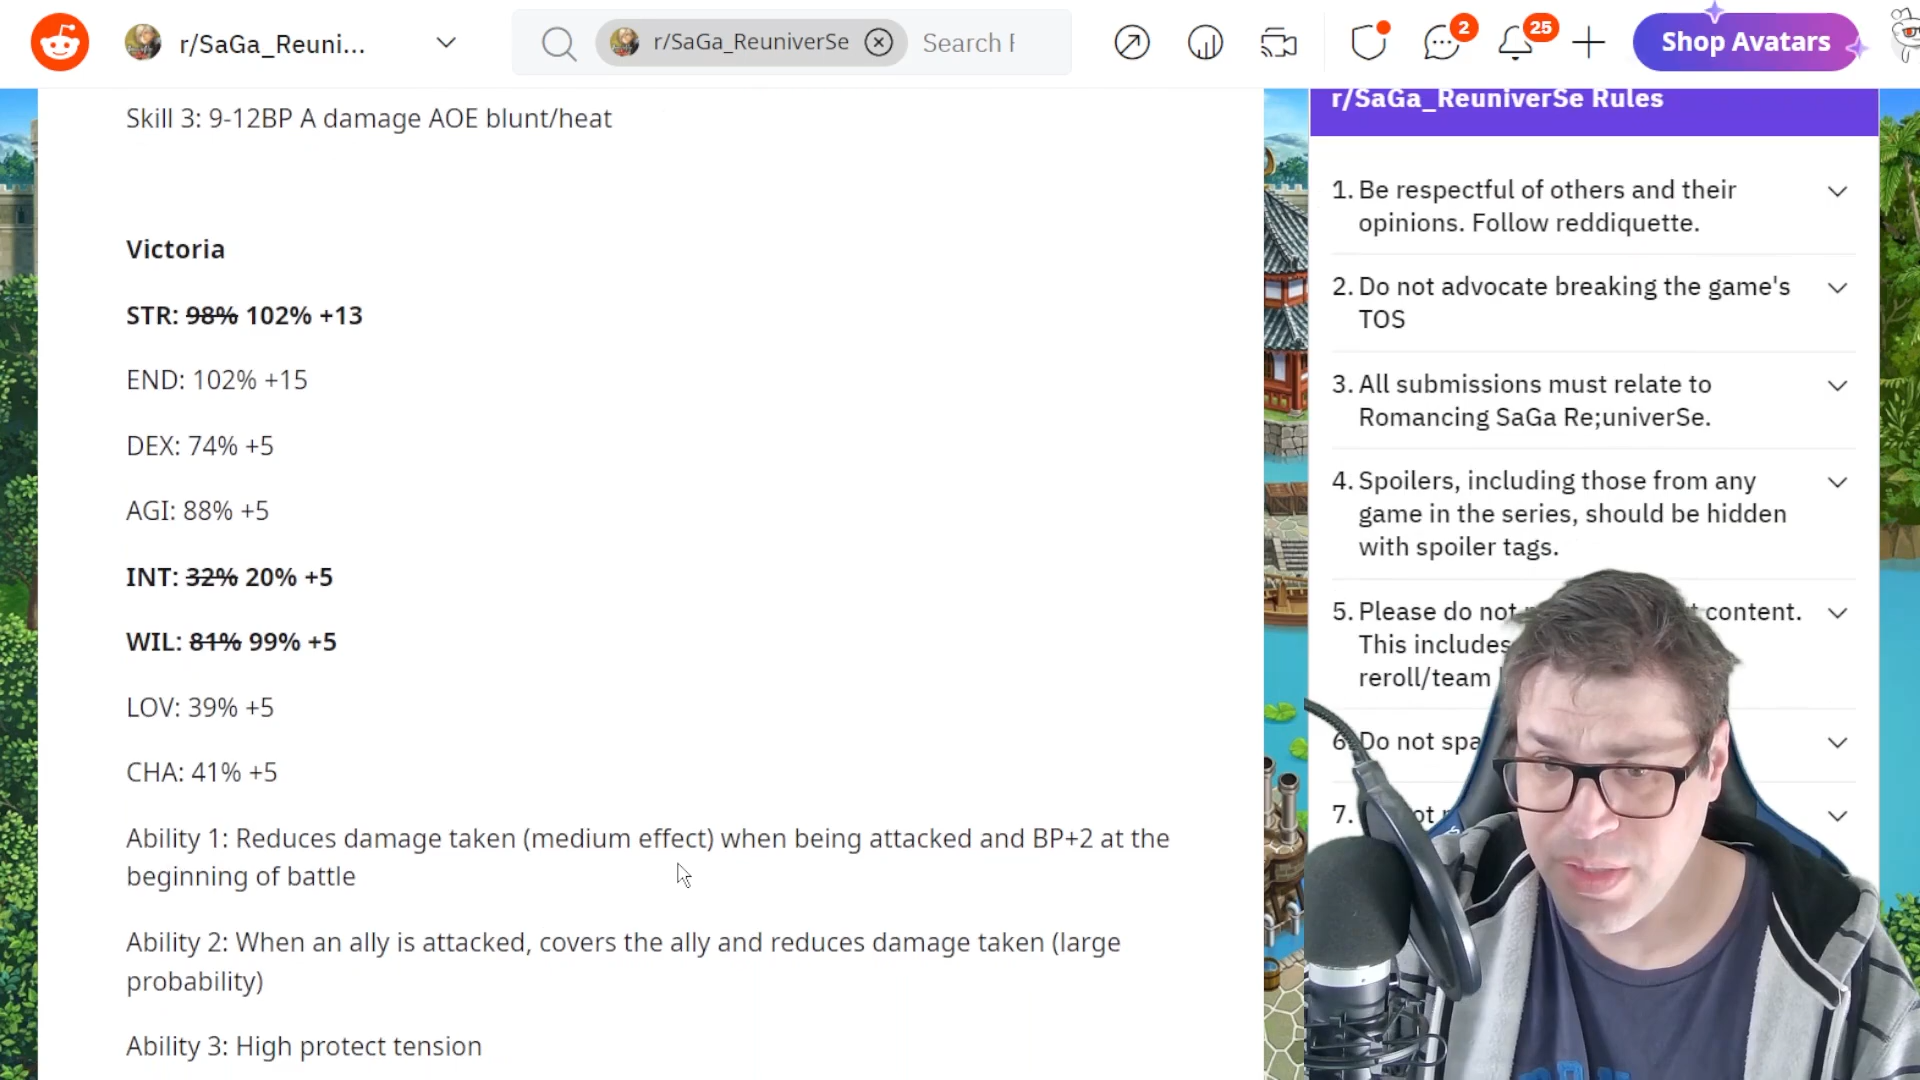 r/SaGa_Reuni...
r/SaGa_ReuniverSe
Search
2
25
Shop Avatars
Skill 3: 9-12BP A damage AOE blunt/heat
Victoria
STR: 98% 102% +13
END: 102% +15
DEX: 74% +5
AGI: 88% +5
INT: 32% 20% +5
WIL: 81% 99% +5
LOV: 39% +5
CHA: 41% +5
Ability 1: Reduces damage taken (medium effect) when being attacked and BP+2 at the
beginning of battle
Ability 2: When an ally is attacked, covers the ally and reduces damage taken (large
probability)
Ability 3: High protect tension
r/SaGa_ReuniverSe Rules
1. Be respectful of others and their
opinions. Follow reddiquette.
2. Do not advocate breaking the game's
TOS
3. All submissions must relate to
Romancing SaGa Re;univerSe.
4. Spoilers, including those from any
game in the series, should be hidden
with spoiler tags.
5. Please do not content.
This includes
reroll/team
6. Do not
7.